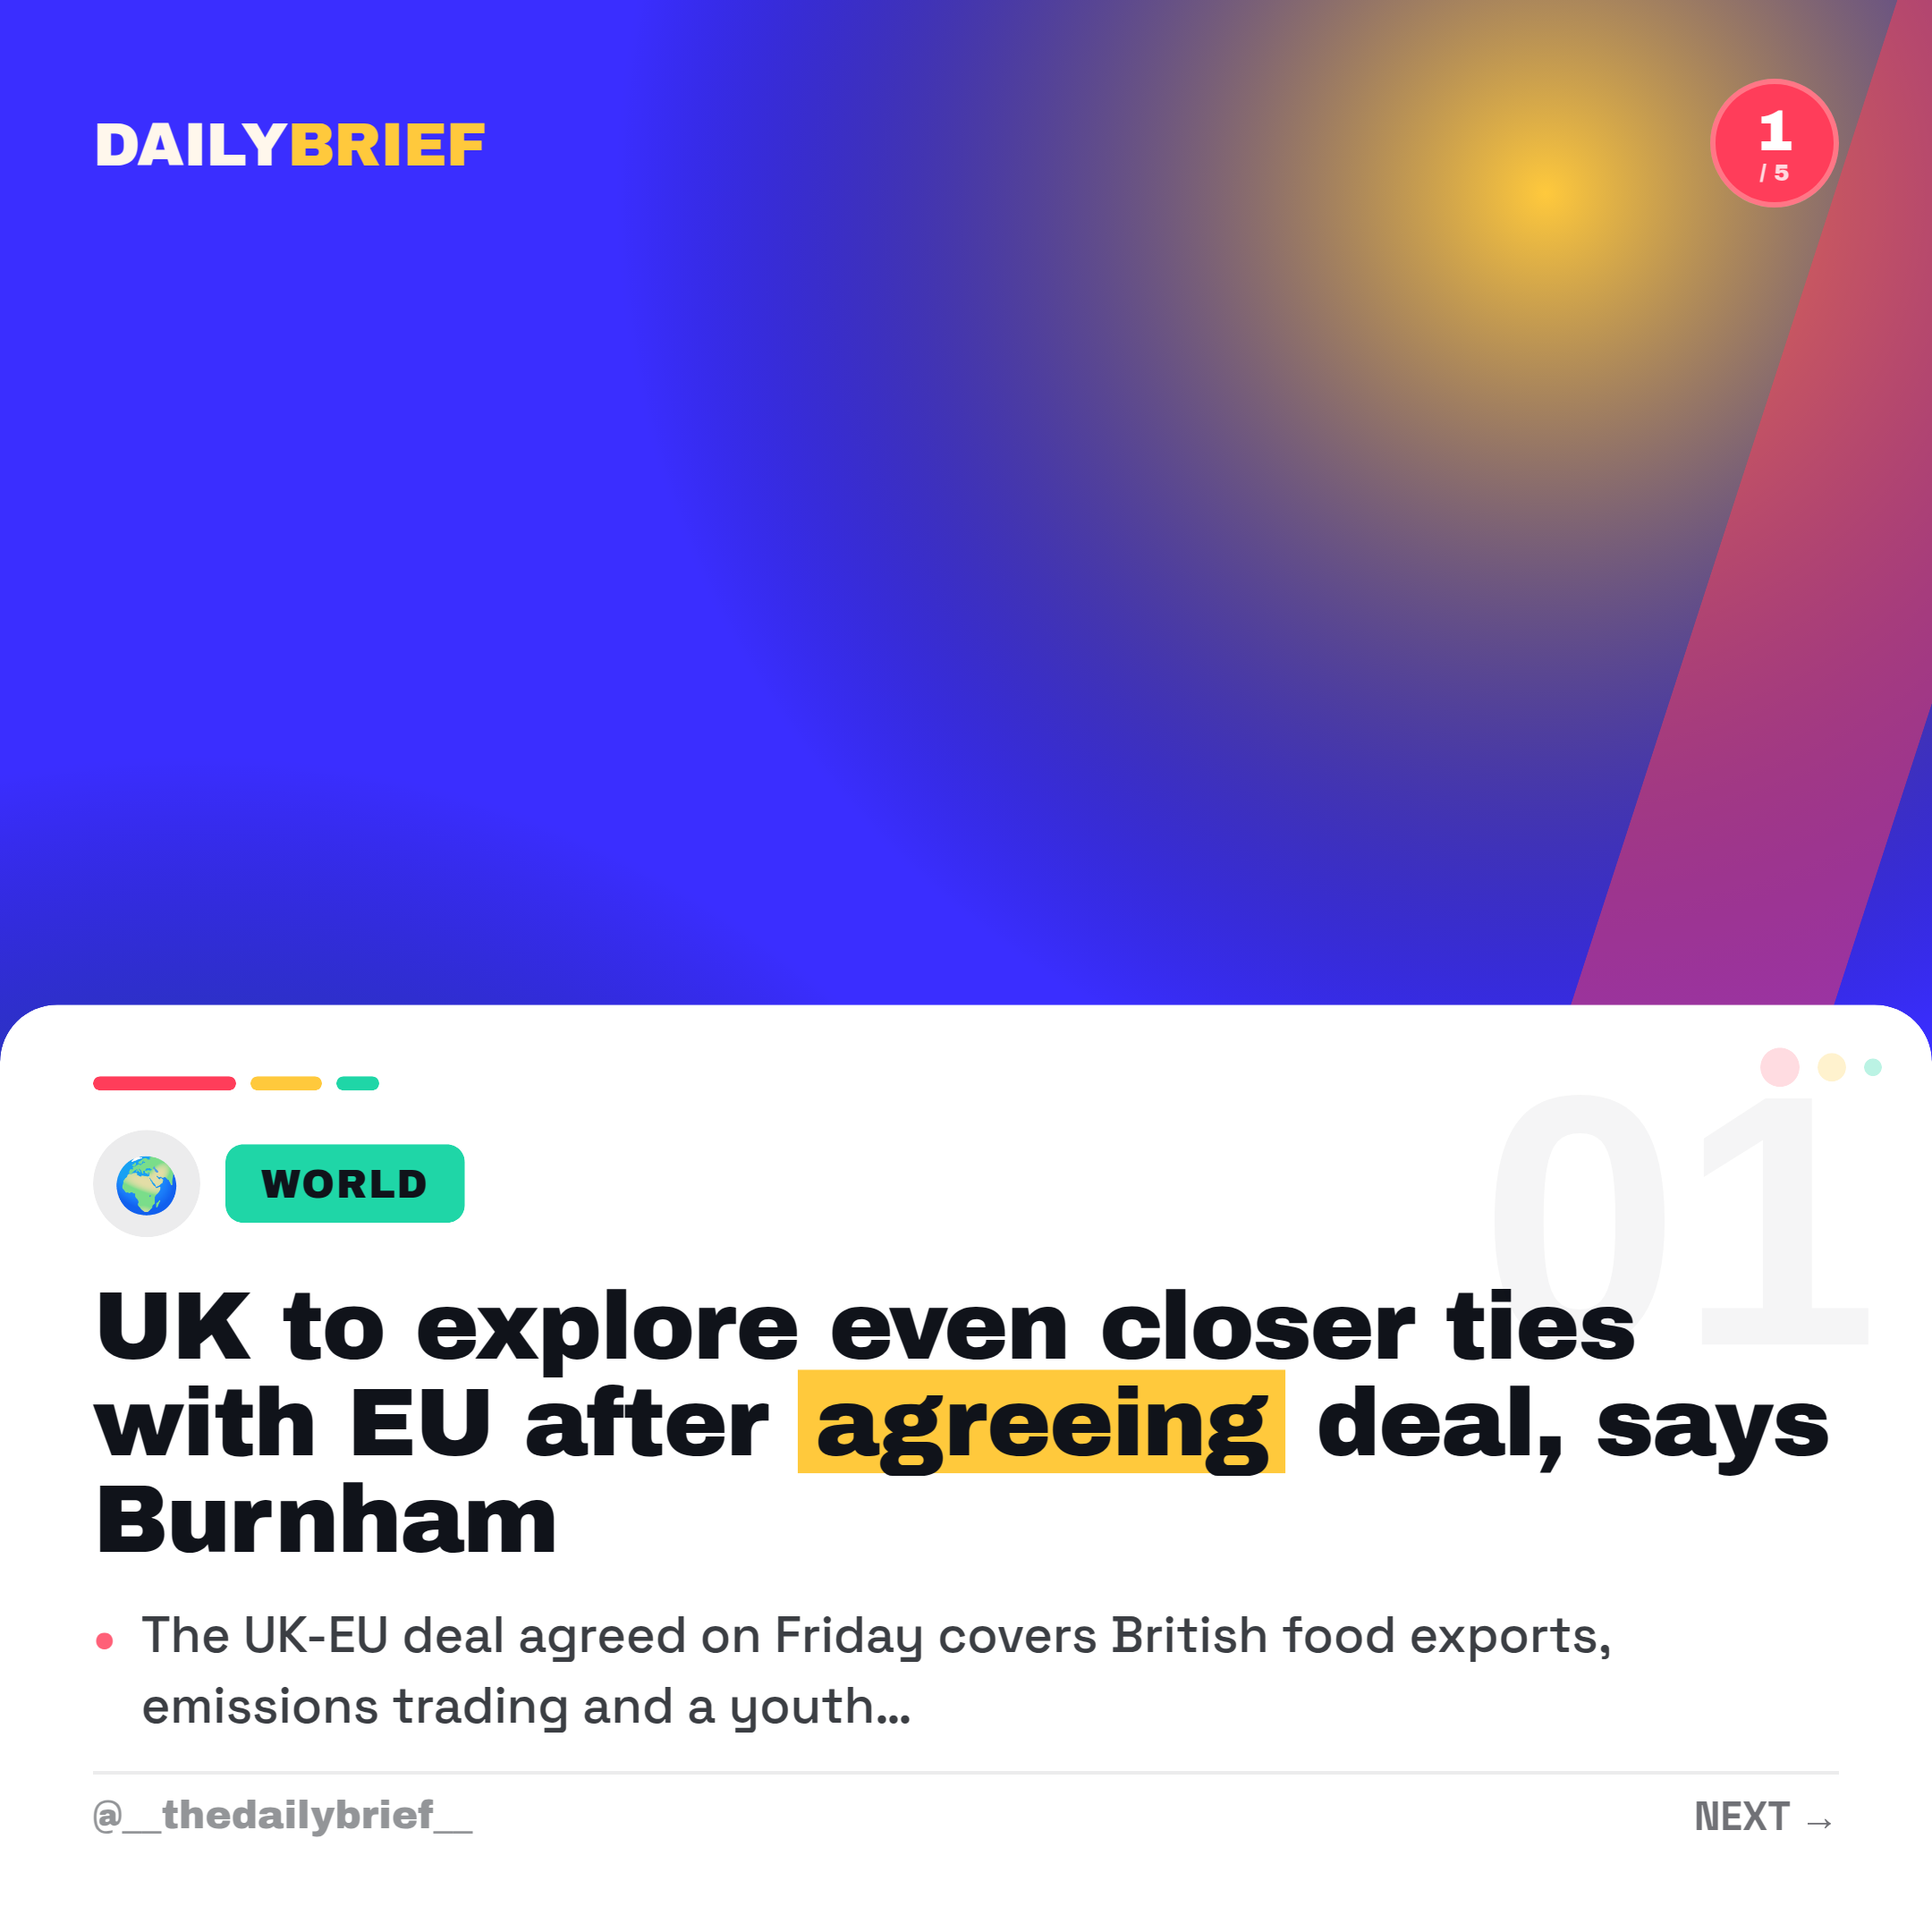 DAILYBRIEF
1
/ 5
WORLD
01
UK to explore even closer ties
with EU after agreeing deal, says
Burnham
The UK-EU deal agreed on Friday covers British food exports,
emissions trading and a youth…
@__thedailybrief__
NEXT →